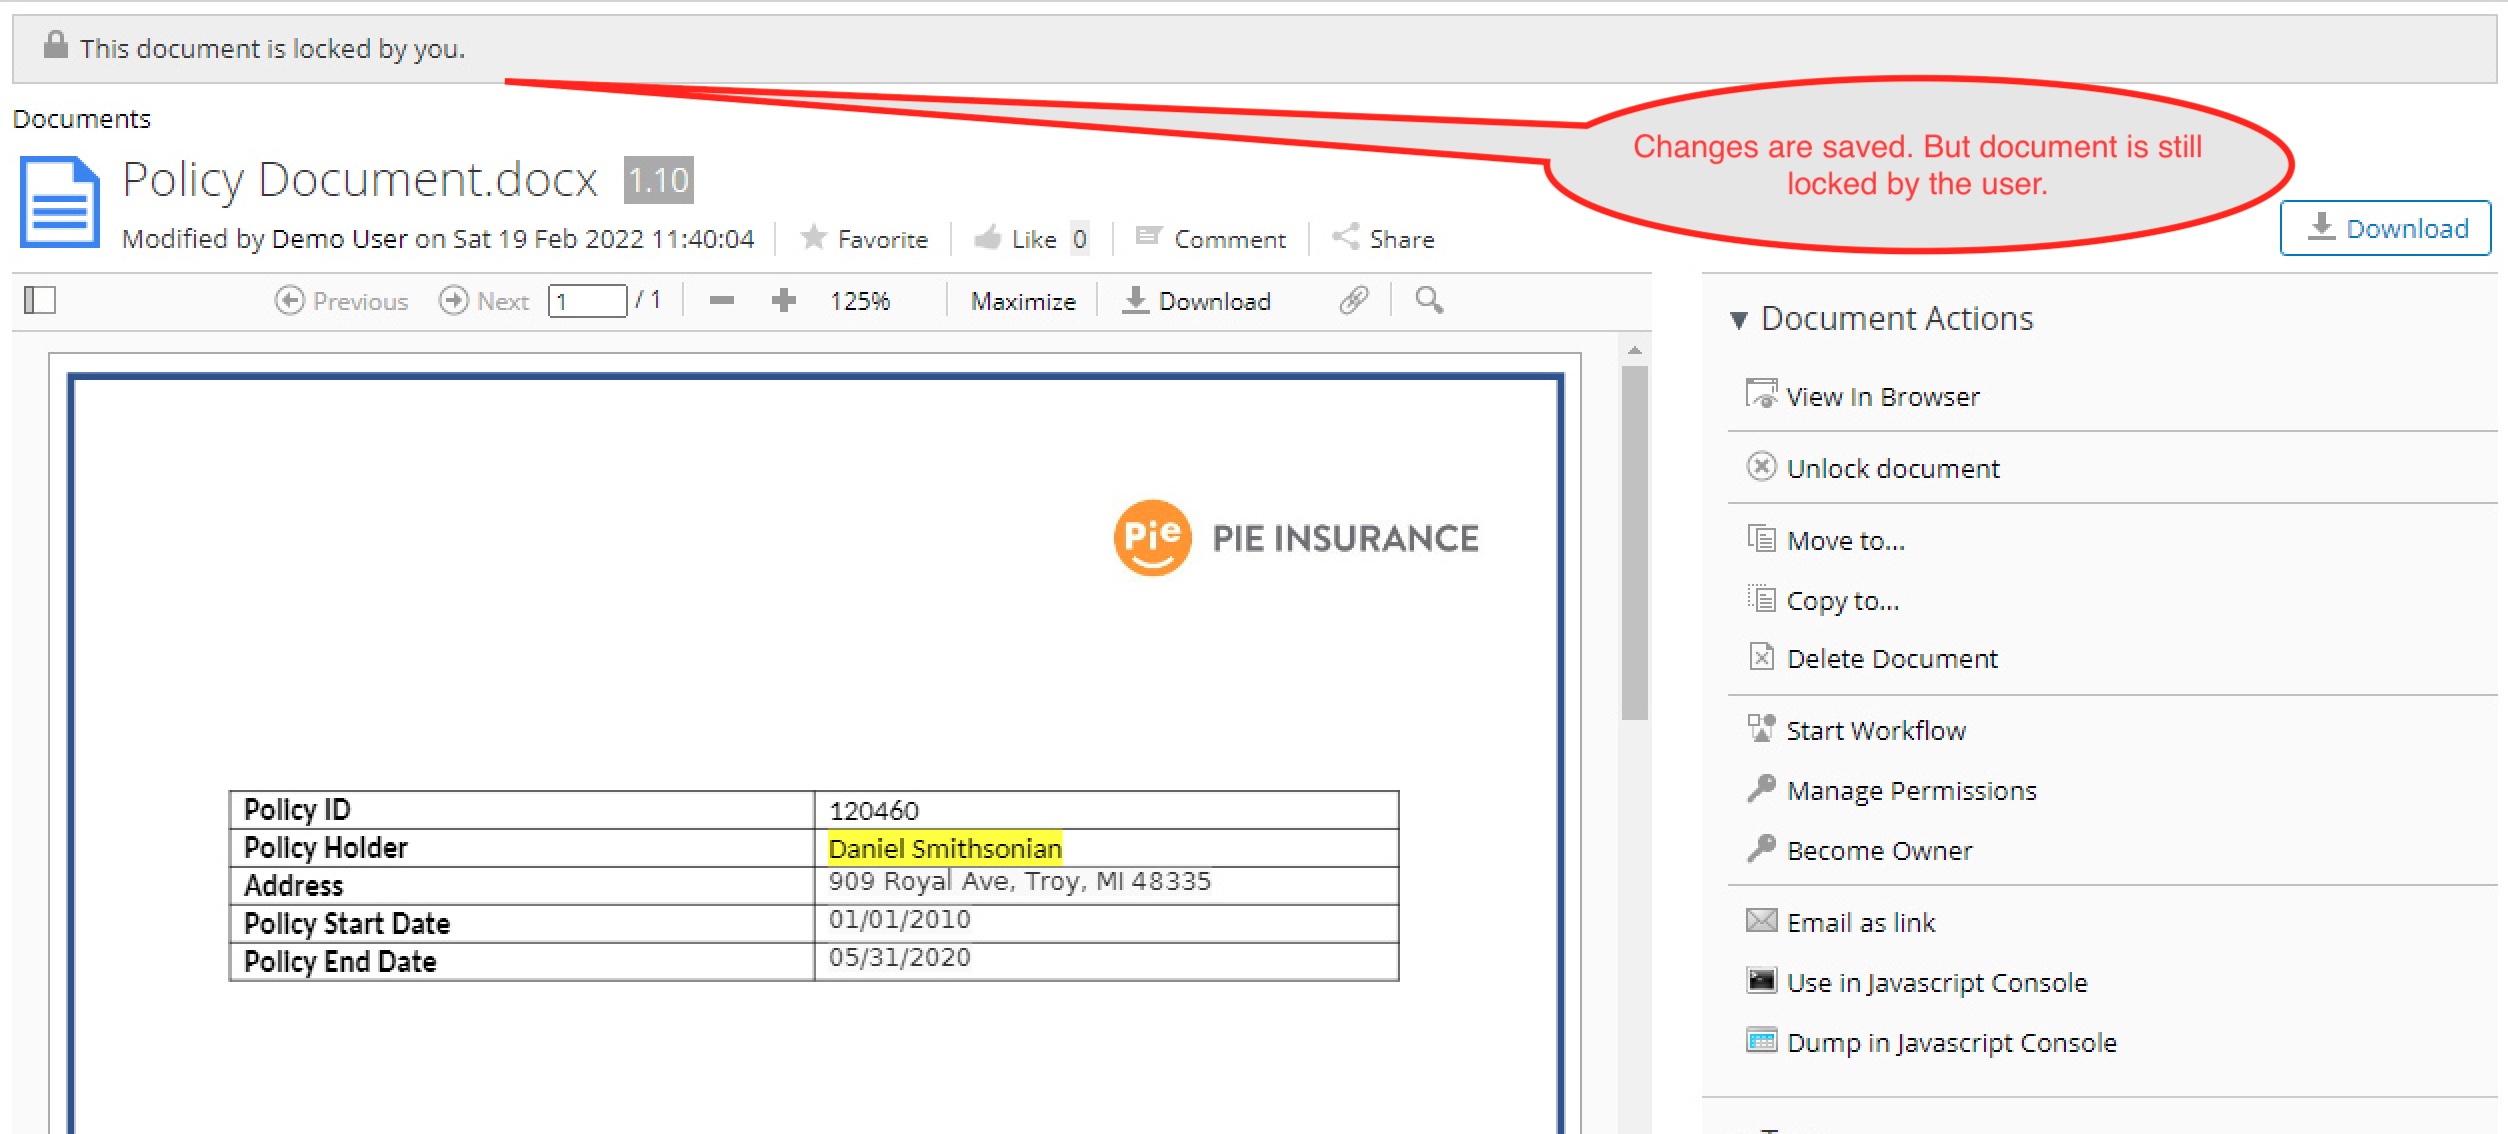 This document is locked by you.
Changes are saved. But document is still
locked by the user.
Documents
Policy Document.docx 1.10
Modified by Demo User on Sat 19 Feb 2022 11:40:04 Favorite Like 0 Comment Share
Download
Previous Next 1 / 1 125% Maximize Download
Pie PIE INSURANCE
Policy ID 120460
Policy Holder Daniel Smithsonian
Address 909 Royal Ave, Troy, MI 48335
Policy Start Date 01/01/2010
Policy End Date 05/31/2020
Document Actions
View In Browser
Unlock document
Move to...
Copy to...
Delete Document
Start Workflow
Manage Permissions
Become Owner
Email as link
Use in Javascript Console
Dump in Javascript Console